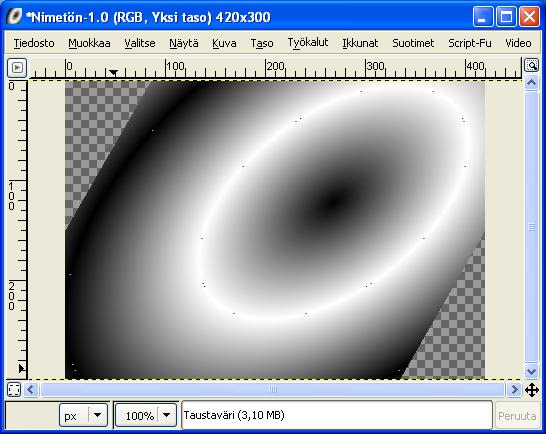 *Nimetön-1.0 (RGB, Yksi taso) 420x300
Tiedosto Muokkaa Valitse Näytä Kuva Taso Työkalut Ikkunat Suotimet Script-Fu Video
0 100 200 300 400
0
100
200
px 100% Taustaväri (3,10 MB) Peruuta